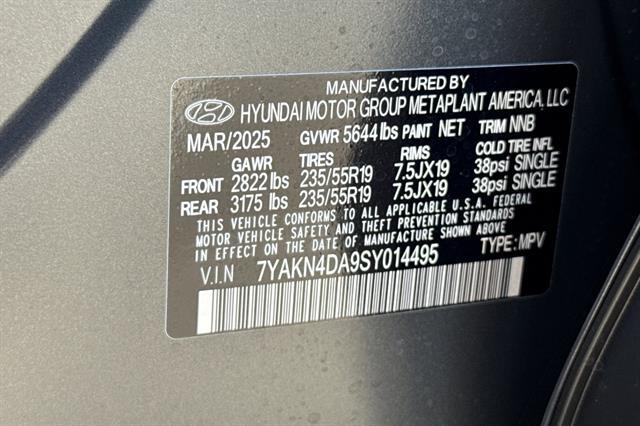 MANUFACTURED BY
HYUNDAI MOTOR GROUP METAPLANT AMERICA, LLC
MAR/2025 GVWR 5644 lbs PAINT NET TRIM NNB
GAWR TIRES RIMS COLD TIRE INFL
FRONT 2822 lbs 235/55R19 7.5JX19 38psi SINGLE
REAR 3175 lbs 235/55R19 7.5JX19 38psi SINGLE
THIS VEHICLE CONFORMS TO ALL APPLICABLE U.S.A. FEDERAL
MOTOR VEHICLE SAFETY AND THEFT PREVENTION STANDARDS
IN EFFECT ON THE DATE OF MANUFACTURE SHOWN ABOVE.
V.I.N 7YAKN4DA9SY014495 TYPE: MPV